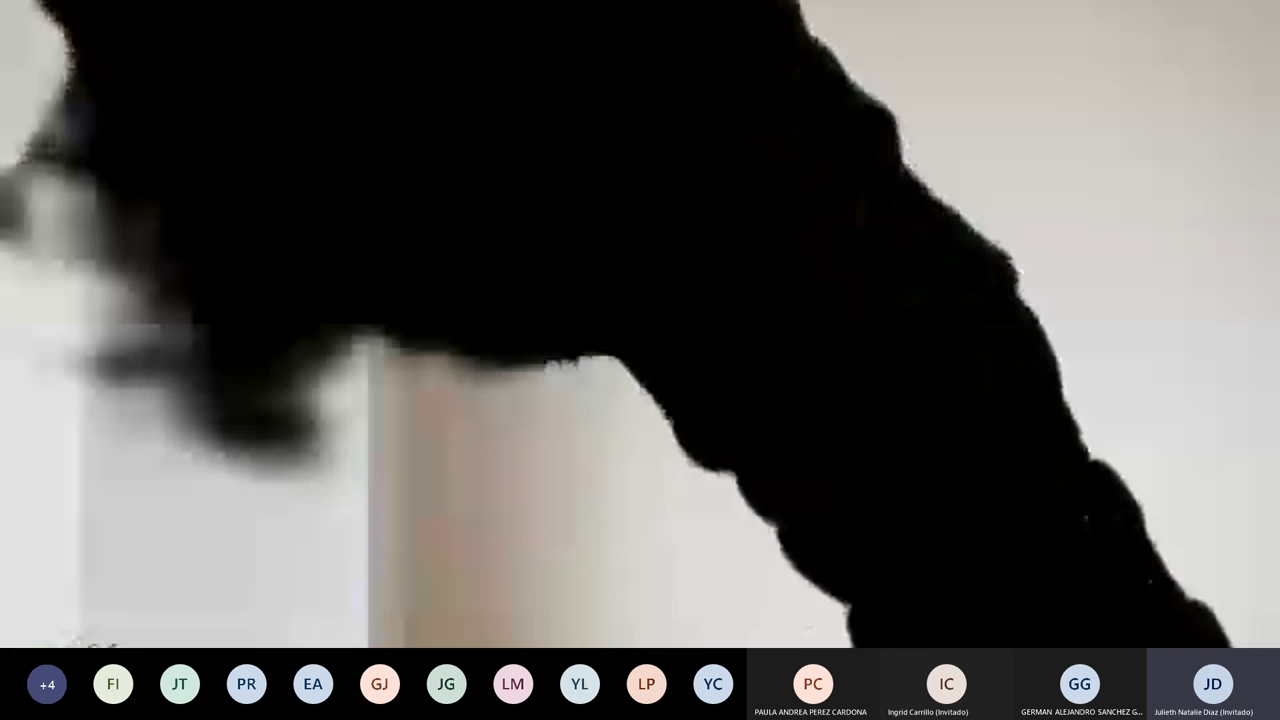 +4 FI JT PR EA GJ JG LM YL LP YC PC IC GG JD
PAULA ANDREA PEREZ CARDONA Ingrid Carrillo (Invitado) GERMAN ALEJANDRO SANCHEZ G... Julieth Natalie Diaz (Invitado)